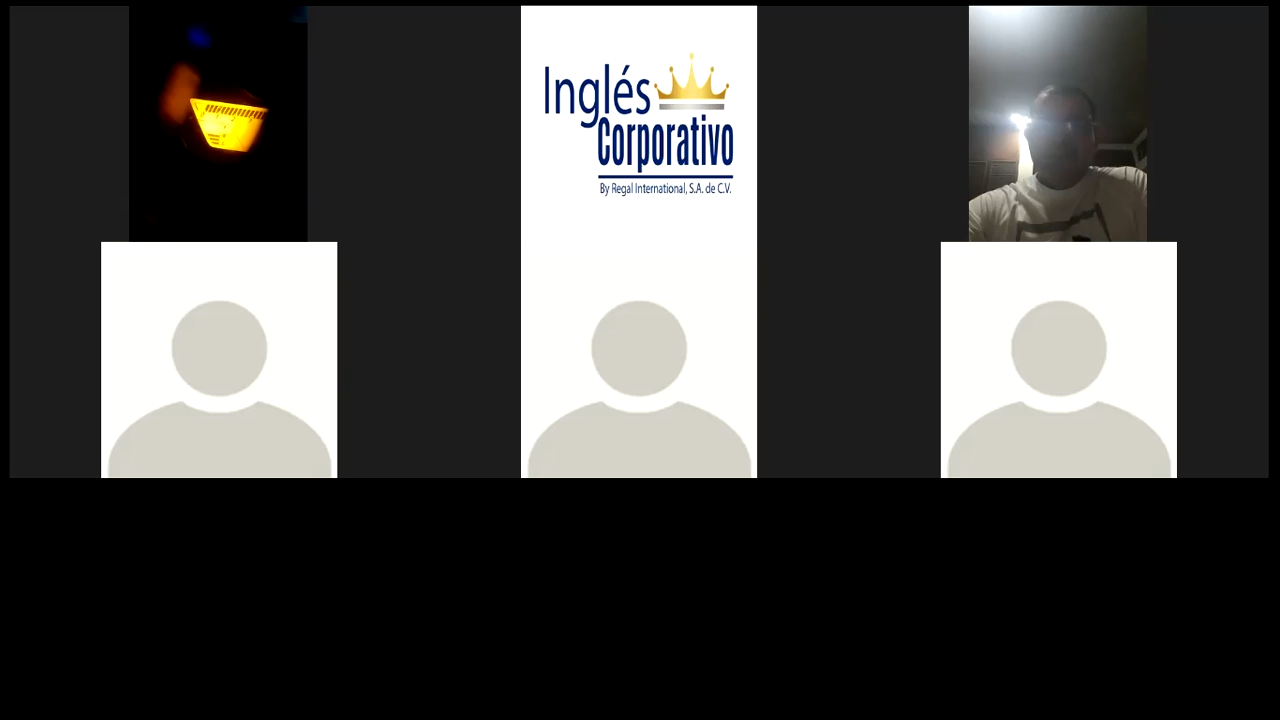 Inglés
Corporativo
By Regal International, S.A. de C.V.